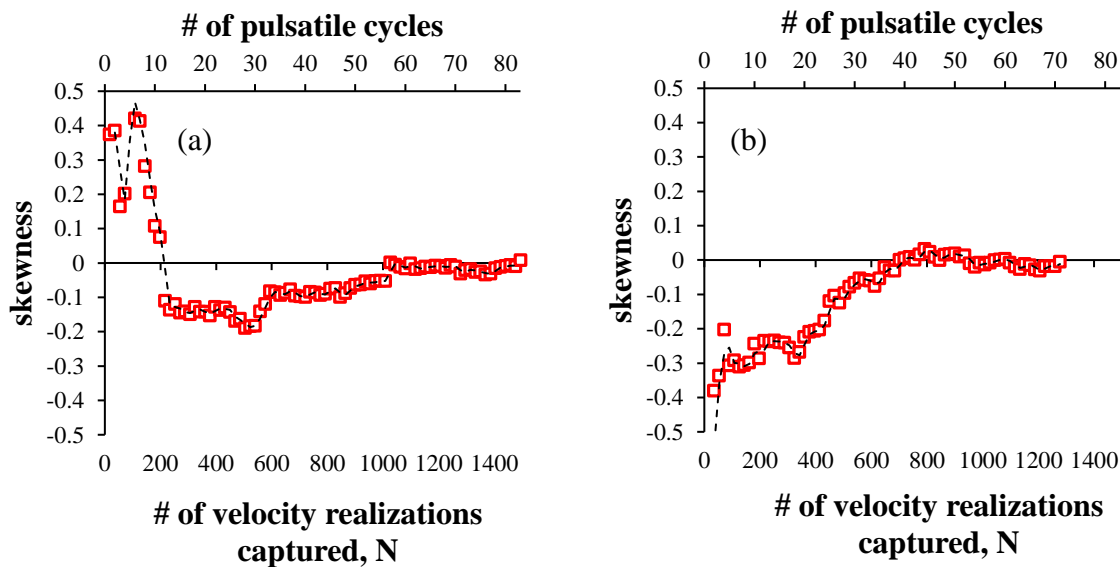 # of pulsatile cycles
0 10 20 30 40 50 60 70 80
0.5
0.4
0.3
0.2
0.1
0
-0.1
-0.2
-0.3
-0.4
-0.5
skewness
(a)
0 200 400 600 800 1000 1200 1400
# of velocity realizations
captured, N
# of pulsatile cycles
0 10 20 30 40 50 60 70 80
0.5
0.4
0.3
0.2
0.1
0
-0.1
-0.2
-0.3
-0.4
-0.5
skewness
(b)
0 200 400 600 800 1000 1200 1400
# of velocity realizations
captured, N